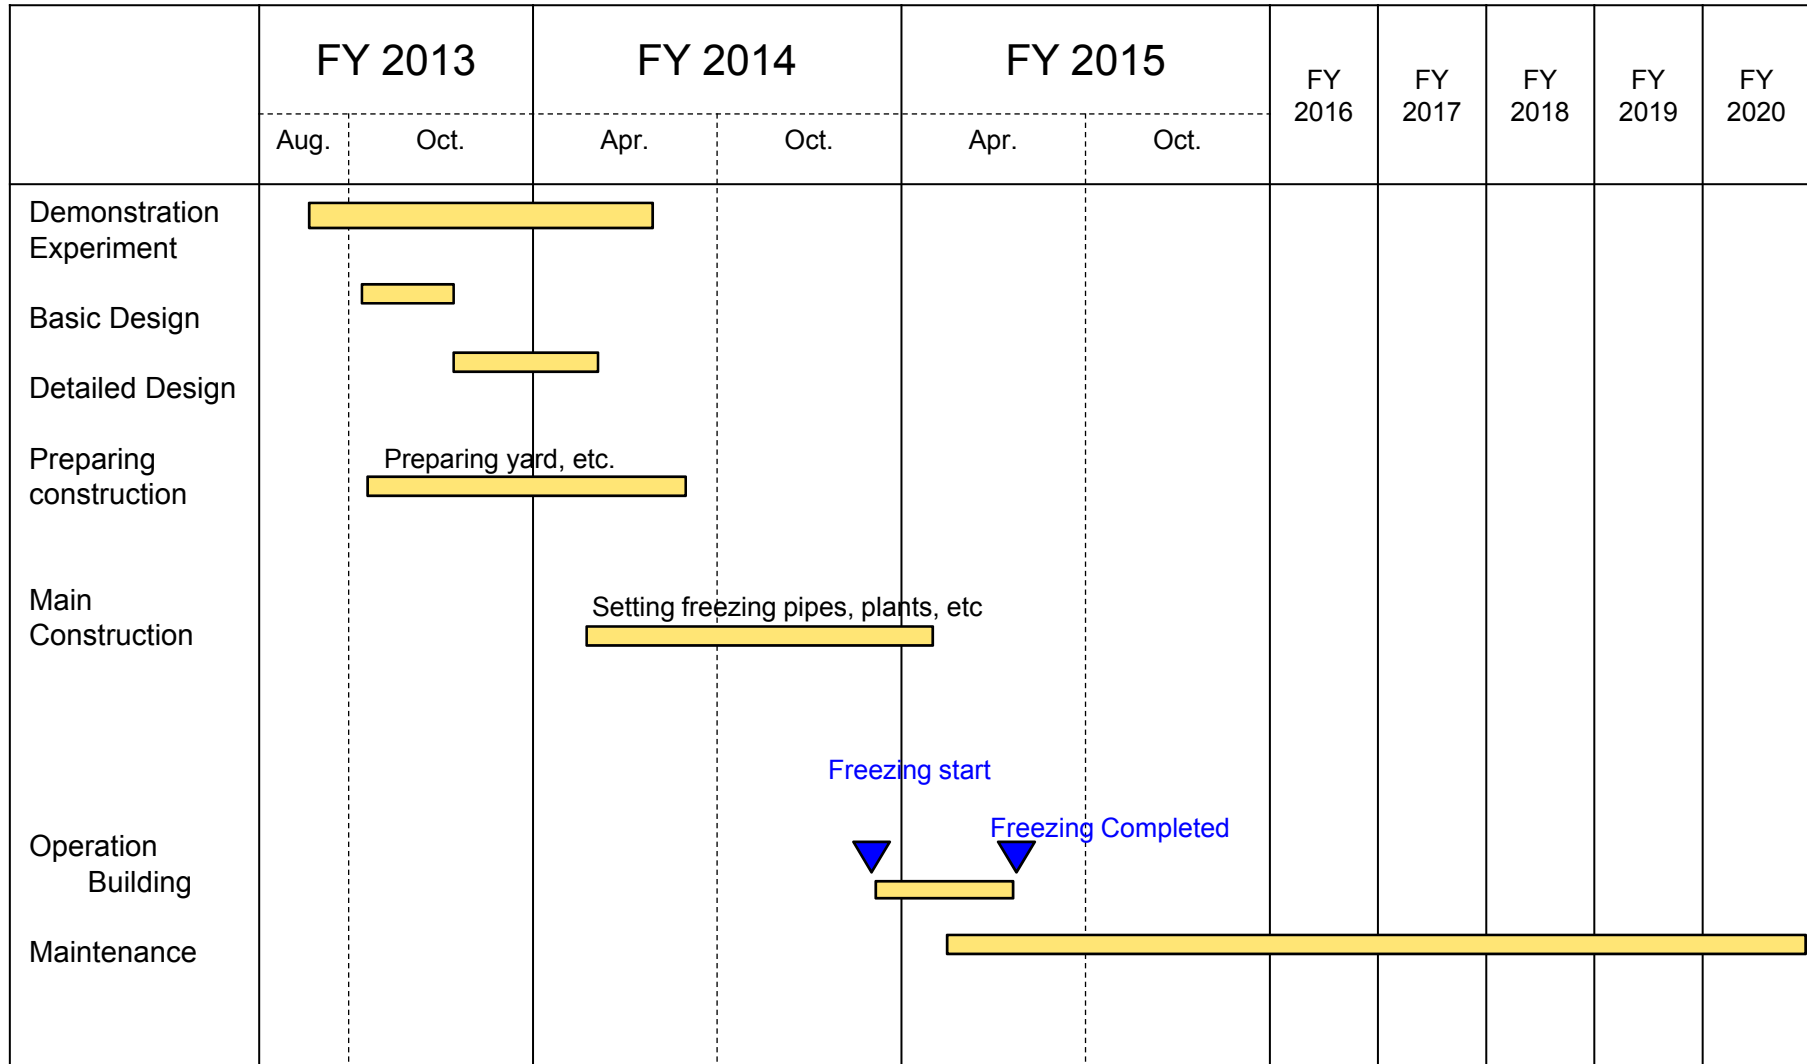 FY 2013
FY 2014
FY 2015
FY
2016
FY
2017
FY
2018
FY
2019
FY
2020
Aug.
Oct.
Apr.
Oct.
Apr.
Oct.
Demonstration
Experiment
Basic Design
Detailed Design
Preparing
construction
Preparing yard, etc.
Main
Construction
Setting freezing pipes, plants, etc
Freezing start
Freezing Completed
Operation
Building
Maintenance